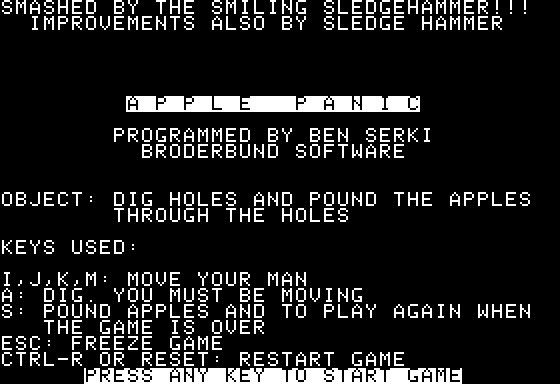 SMASHED BY THE SMILING SLEDGEHAMMER!!!
IMPROVEMENTS ALSO BY SLEDGE HAMMER
A P P L E   P A N I C
PROGRAMMED BY BEN SERKI
BRODERBUND SOFTWARE
OBJECT: DIG HOLES AND POUND THE APPLES
THROUGH THE HOLES
KEYS USED:
I,J,K,M: MOVE YOUR MAN
A: DIG. YOU MUST BE MOVING
S: POUND APPLES AND TO PLAY AGAIN WHEN
THE GAME IS OVER
ESC: FREEZE GAME
CTRL-R OR RESET: RESTART GAME
PRESS ANY KEY TO START GAME